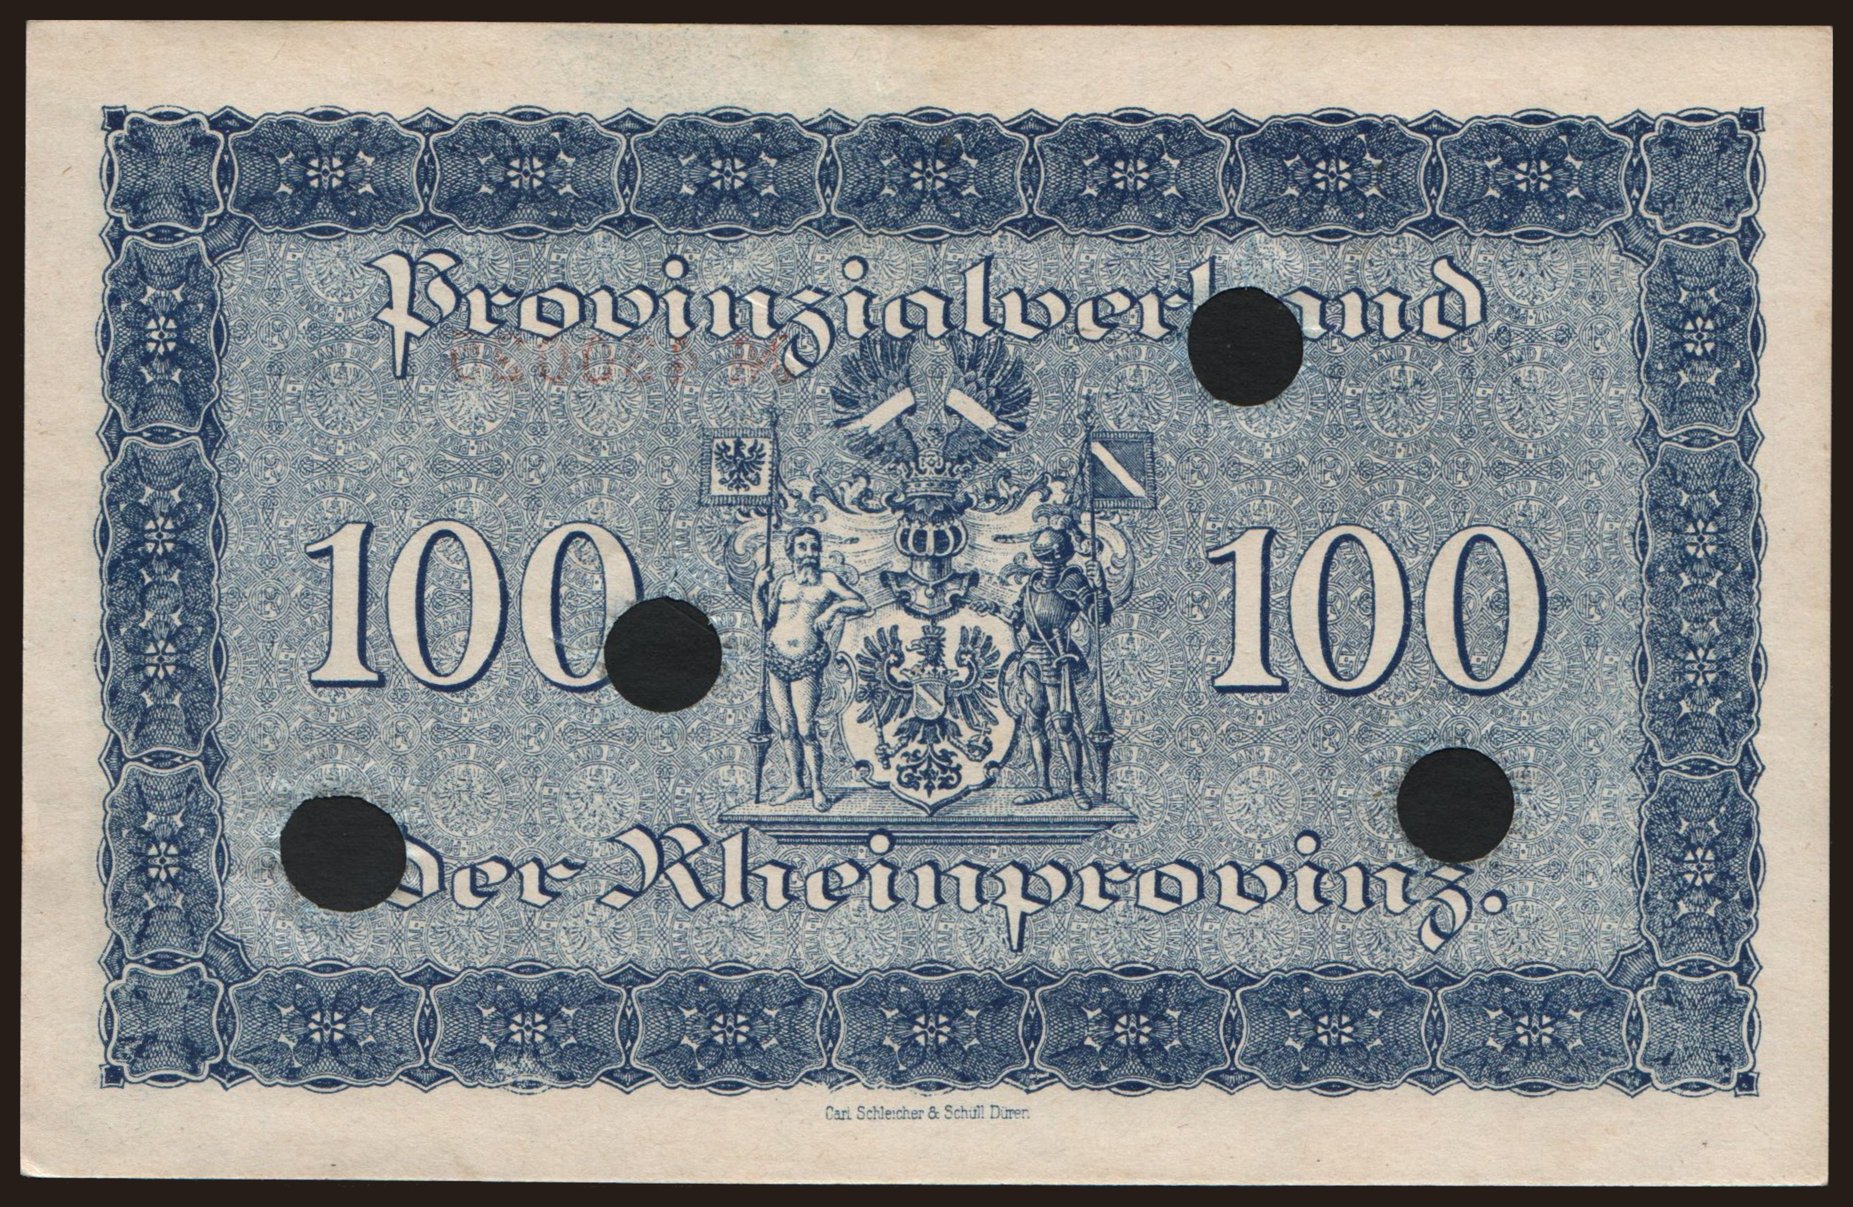 Provinzialverband
100 100
der Rheinprovinz.
Carl Schleicher & Schüll Düren